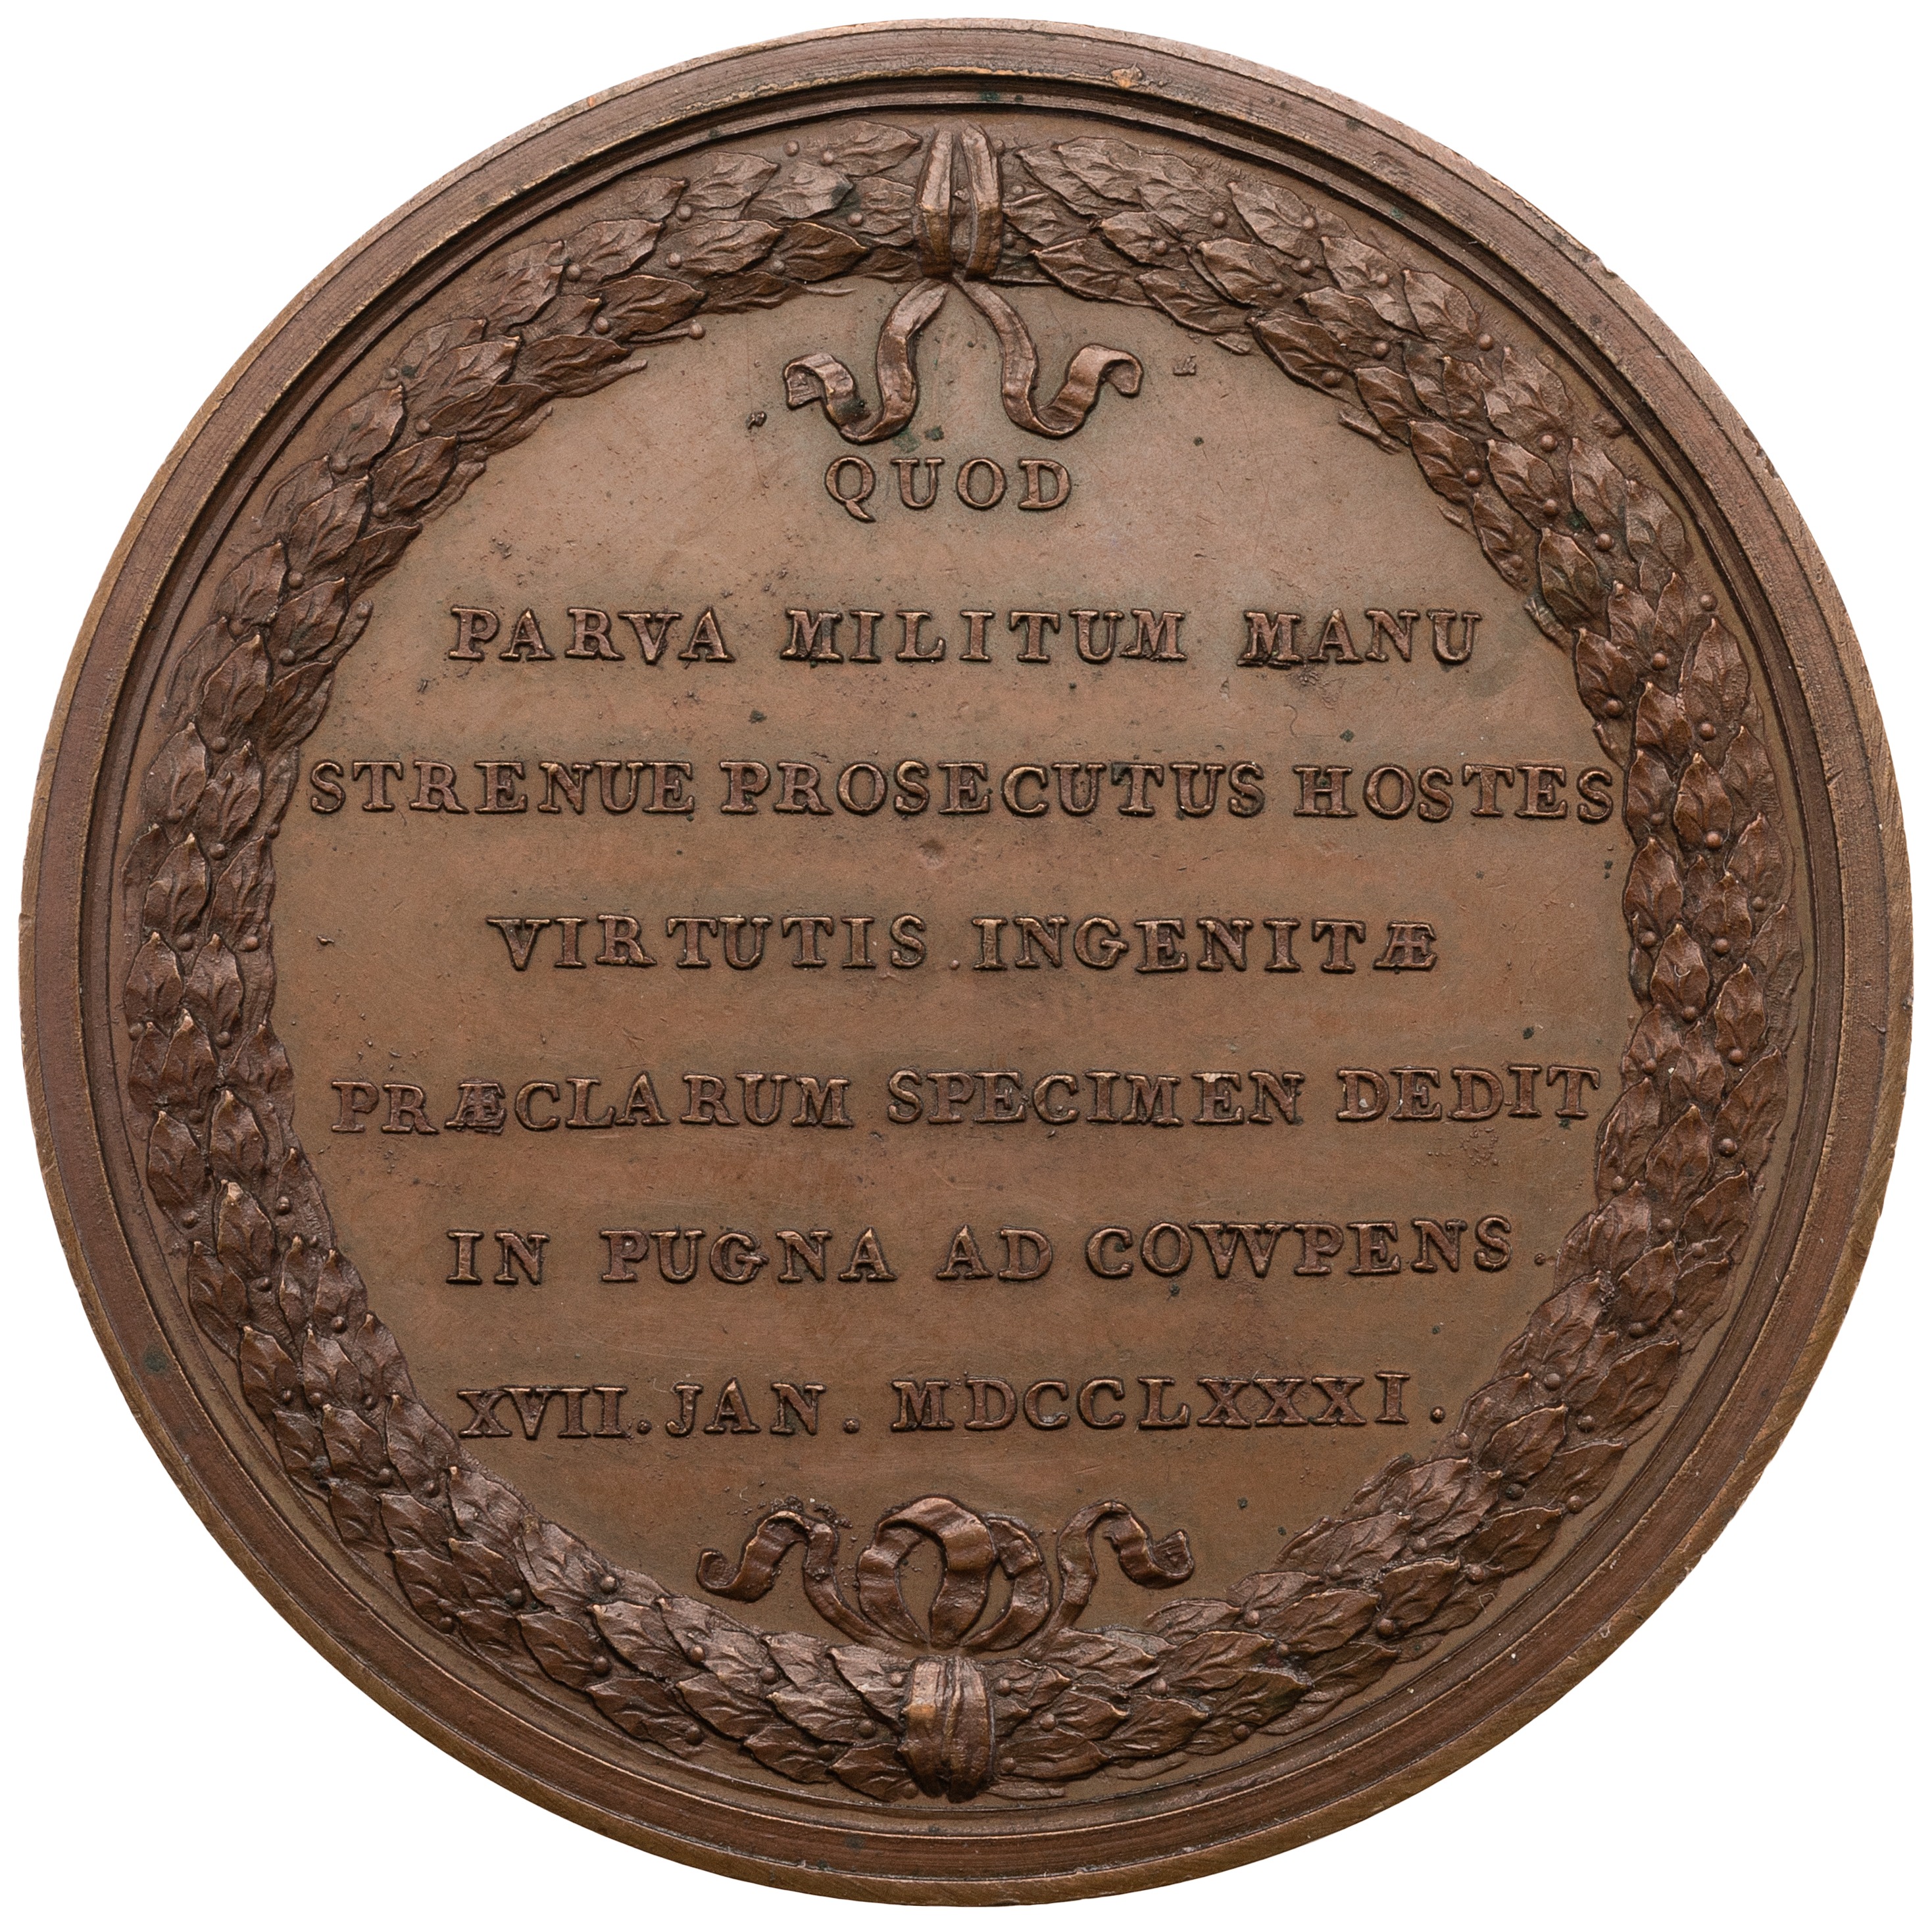 QUOD
PARVA MILITUM MANU
STRENUE PROSECUTUS HOSTES
VIRTUTIS INGENITÆ
PRÆCLARUM SPECIMEN DEDIT
IN PUGNA AD COWPENS.
XVII. JAN. MDCCLXXXI.